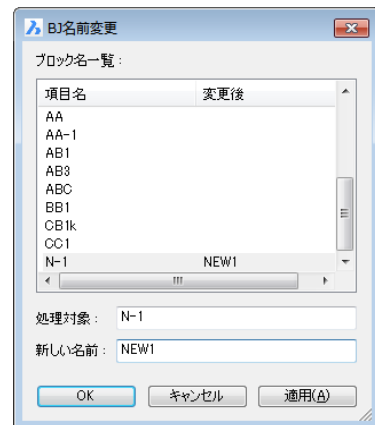 BJ名前変更
ブロック名一覧：
項目名 変更後
AA
AA-1
AB1
AB3
ABC
BB1
CB1k
CC1
N-1 NEW1
処理対象： N-1
新しい名前： NEW1
OK キャンセル 適用(A)